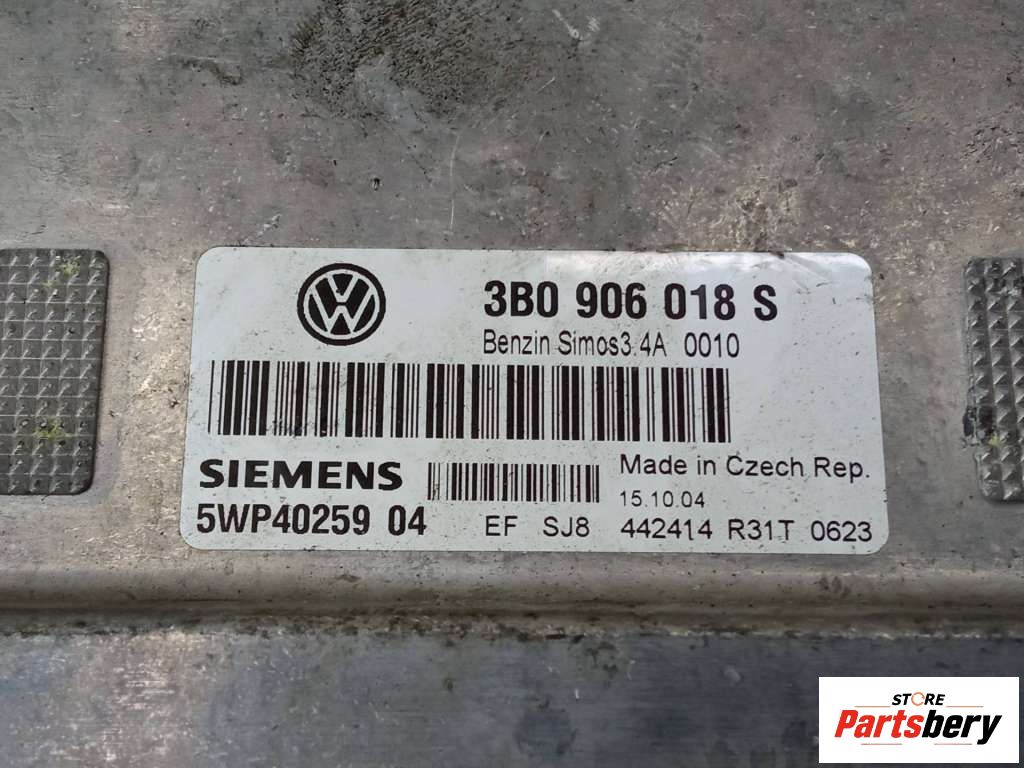 3B0 906 018 S
Benzin Simos3.4A 0010
SIEMENS
Made in Czech Rep.
15.10.04
5WP40259 04 EF SJ8 442414 R31T 0623
STORE
Partsbery